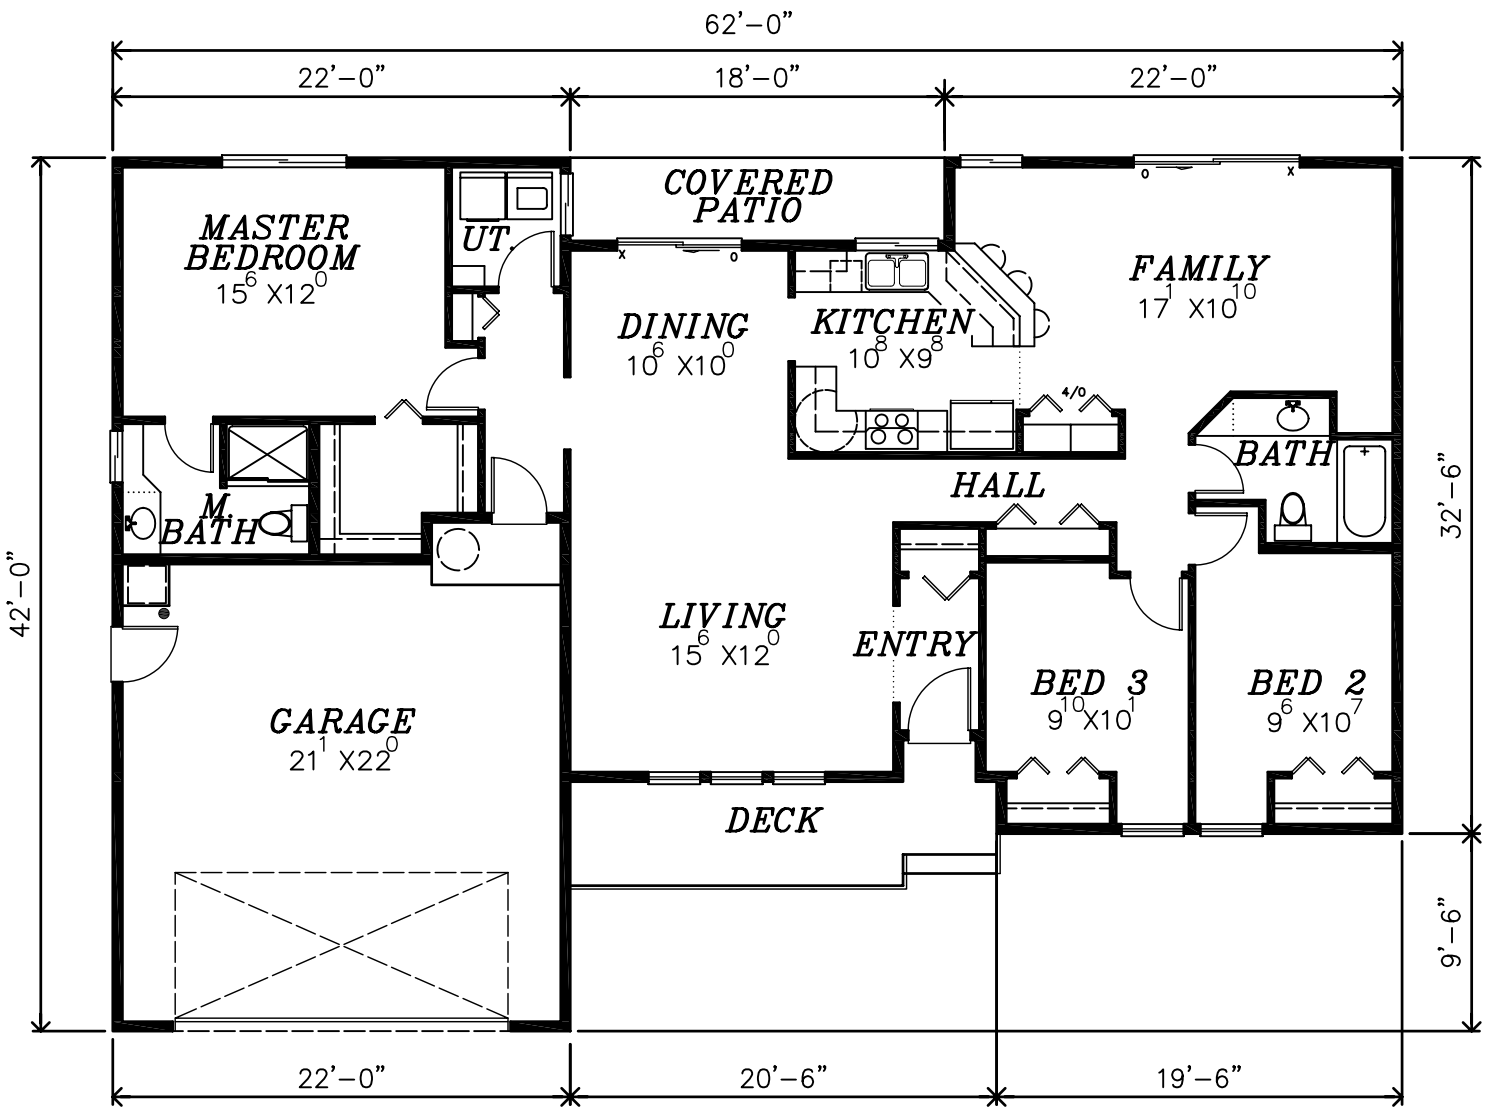 62'-0"
22'-0" 18'-0" 22'-0"
COVERED
PATIO
MASTER
BEDROOM
15⁶ X12⁰
UT.
X O
O X
FAMILY
17¹ X10¹⁰
DINING
10⁶ X10⁰
KITCHEN
10⁸ X9⁸
4/0
BATH
HALL
M.
BATH
32'-6"
42'-0"
LIVING
15⁶ X12⁰
ENTRY
BED 3
9¹⁰ X10¹
BED 2
9⁶ X10⁷
GARAGE
21¹ X22⁰
DECK
9'-6"
22'-0" 20'-6" 19'-6"